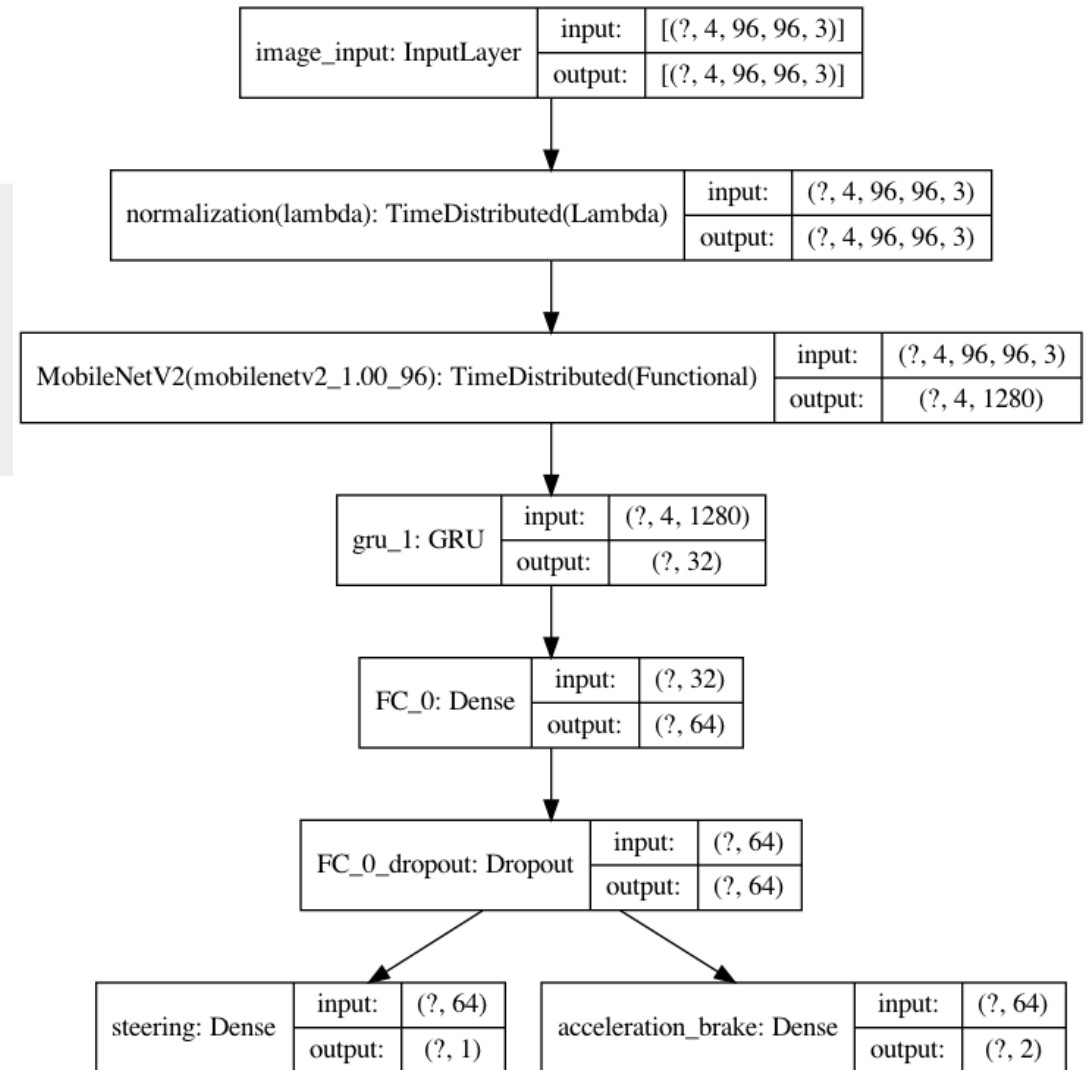 image_input: InputLayer
input: [(?, 4, 96, 96, 3)]
output: [(?, 4, 96, 96, 3)]
normalization(lambda): TimeDistributed(Lambda)
input: (?, 4, 96, 96, 3)
output: (?, 4, 96, 96, 3)
MobileNetV2(mobilenetv2_1.00_96): TimeDistributed(Functional)
input: (?, 4, 96, 96, 3)
output: (?, 4, 1280)
gru_1: GRU
input: (?, 4, 1280)
output: (?, 32)
FC_0: Dense
input: (?, 32)
output: (?, 64)
FC_0_dropout: Dropout
input: (?, 64)
output: (?, 64)
steering: Dense
input: (?, 64)
output: (?, 1)
acceleration_brake: Dense
input: (?, 64)
output: (?, 2)